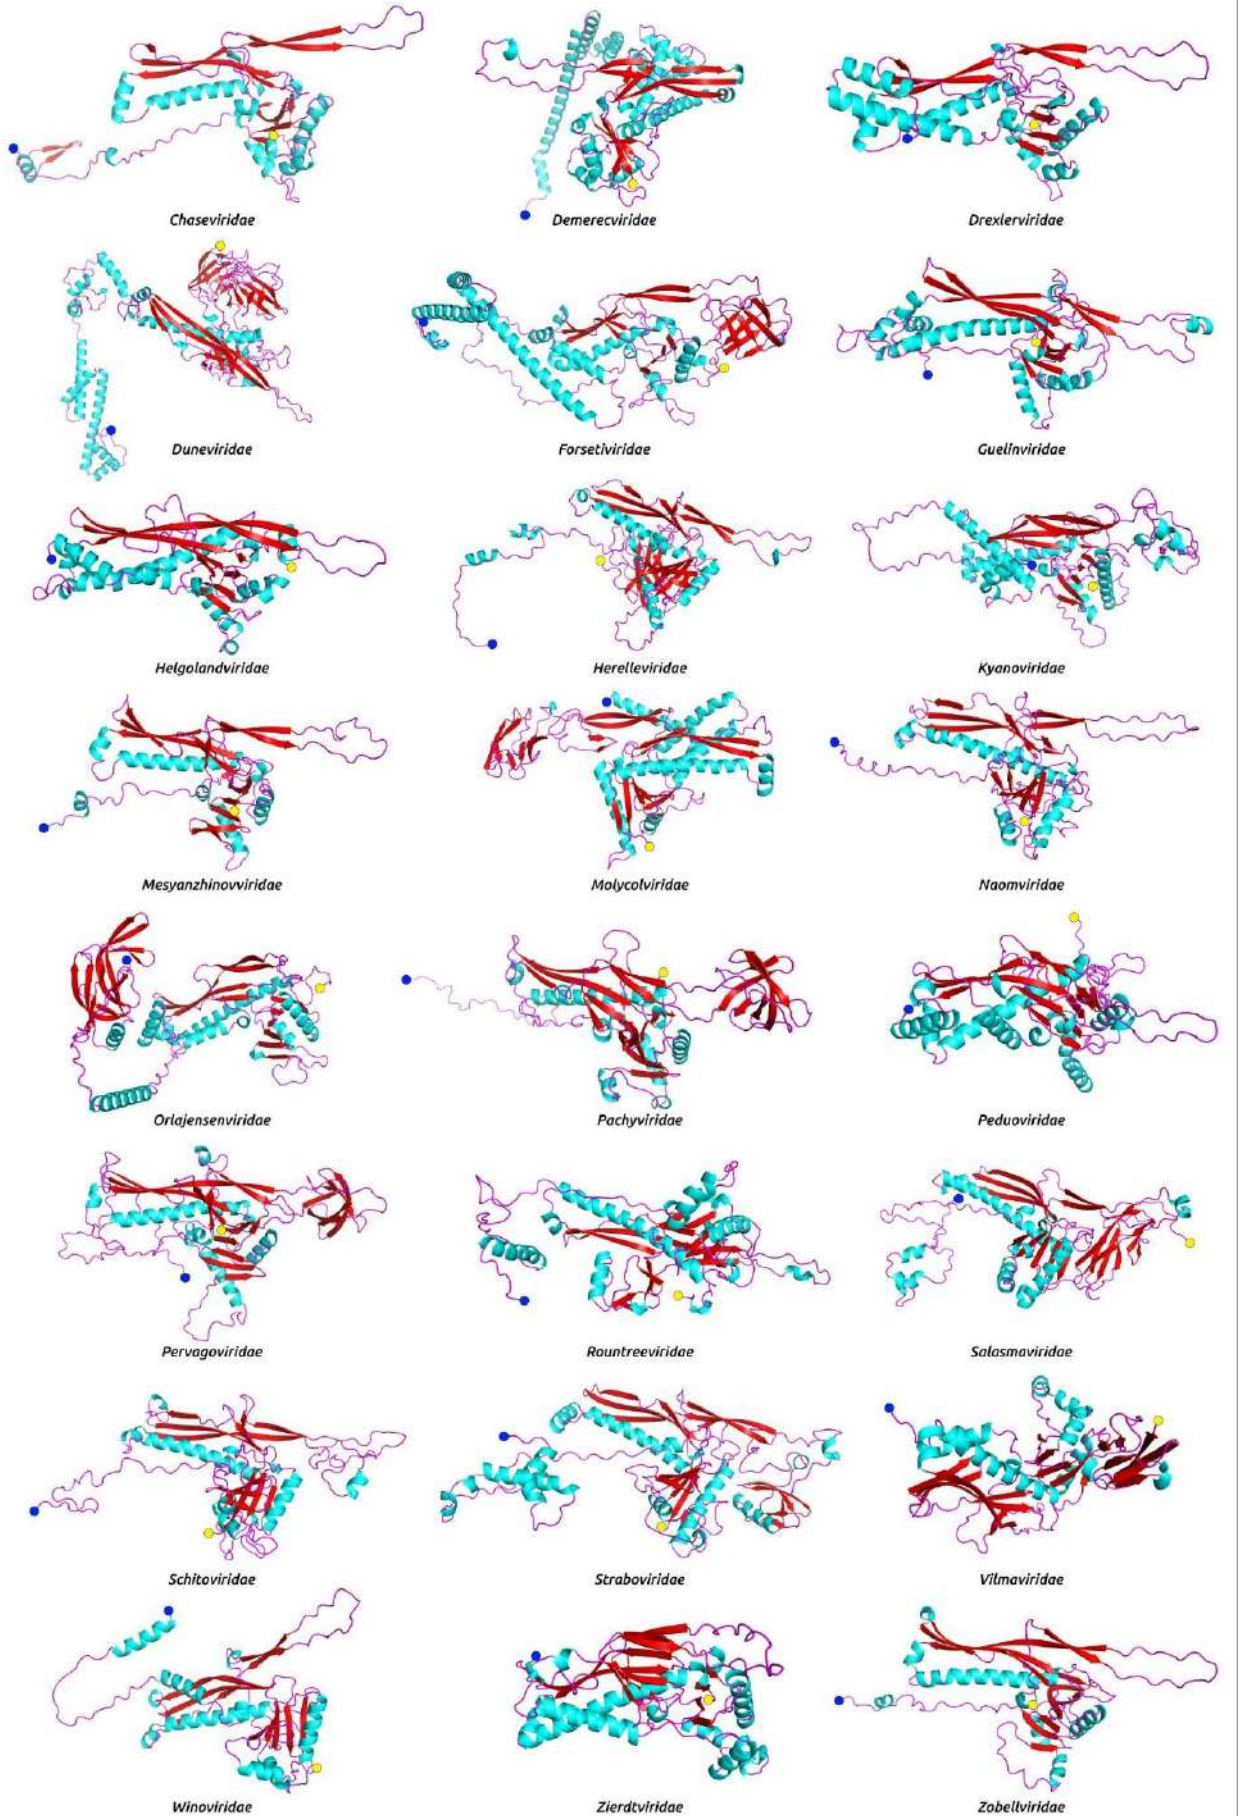 Chaseviridae
Demerecviridae
Drexlerviridae
Duneviridae
Forsetiviridae
Guelinviridae
Helgolandviridae
Herelleviridae
Kyanoviridae
Mesyanzhinovviridae
Molycolviridae
Naomviridae
Orlajensenviridae
Pachyviridae
Peduoviridae
Pervagoviridae
Rountreeviridae
Salasmaviridae
Schitoviridae
Straboviridae
Vilmaviridae
Winoviridae
Zierdtviridae
Zobellviridae